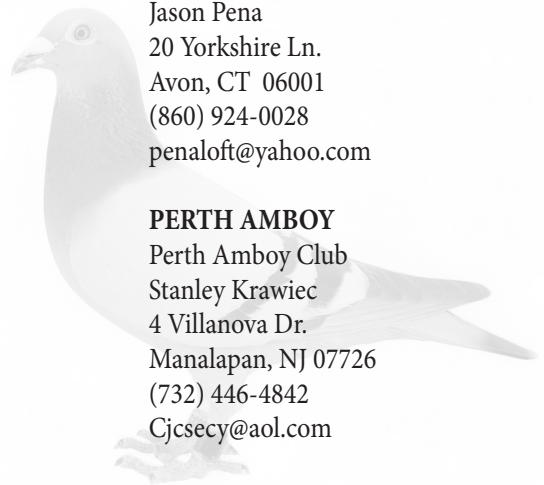 Jason Pena
20 Yorkshire Ln.
Avon, CT  06001
(860) 924-0028
penaloft@yahoo.com
PERTH AMBOY
Perth Amboy Club
Stanley Krawiec
4 Villanova Dr.
Manalapan, NJ 07726
(732) 446-4842
Cjcsecy@aol.com